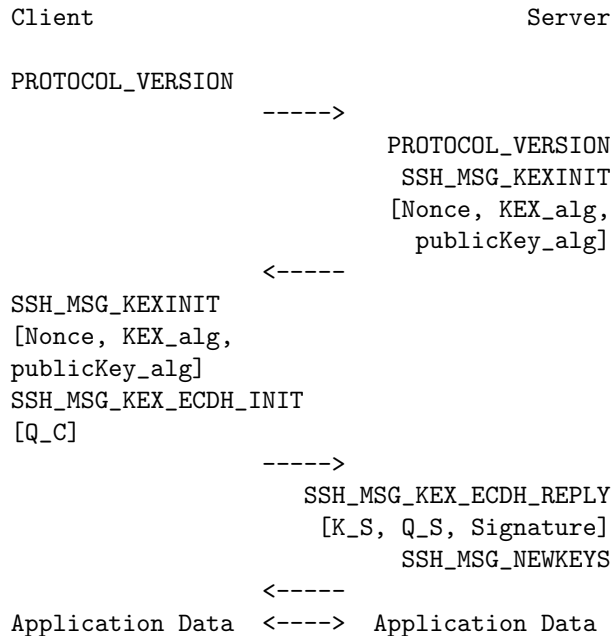 Client Server
PROTOCOL_VERSION
----->
PROTOCOL_VERSION
SSH_MSG_KEXINIT
[Nonce, KEX_alg,
publicKey_alg]
<-----
SSH_MSG_KEXINIT
[Nonce, KEX_alg,
publicKey_alg]
SSH_MSG_KEX_ECDH_INIT
[Q_C]
----->
SSH_MSG_KEX_ECDH_REPLY
[K_S, Q_S, Signature]
SSH_MSG_NEWKEYS
<-----
Application Data <----> Application Data